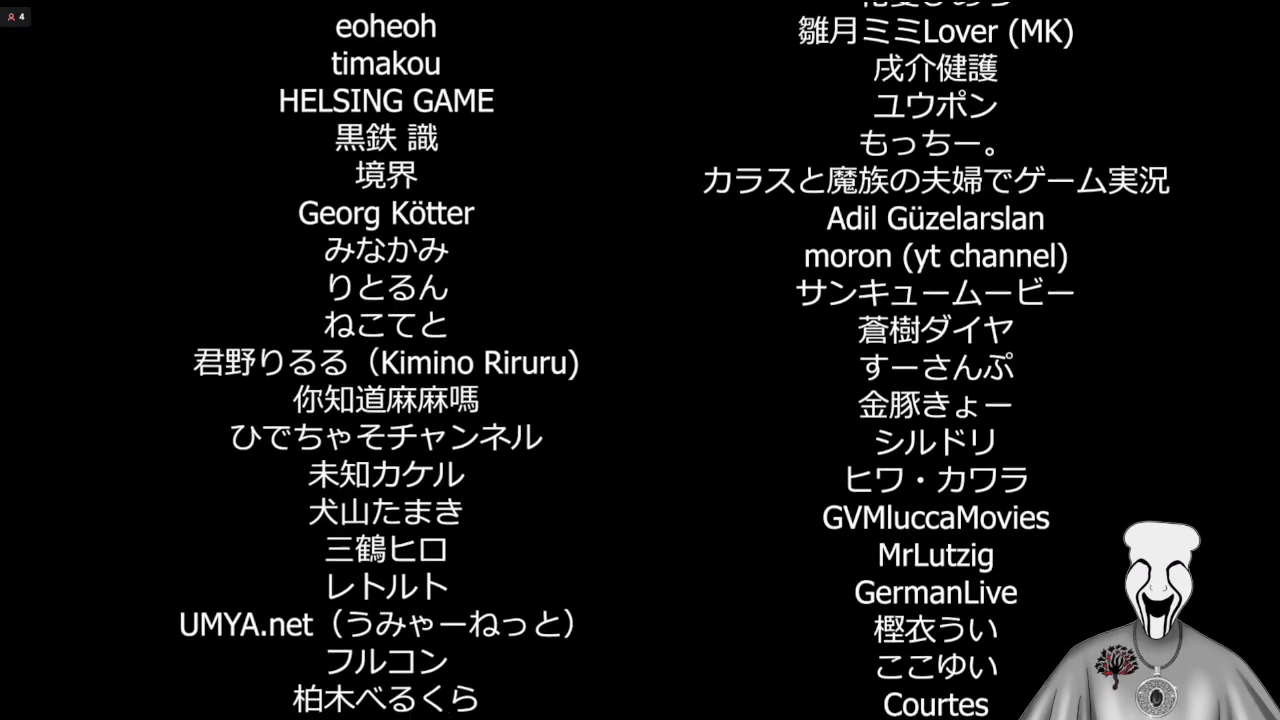 4
eoheoh
timakou
HELSING GAME
黒鉄 識
境界
Georg Kötter
みなかみ
りとるん
ねこてと
君野りるる（Kimino Riruru)
你知道麻麻嗎
ひでちゃそチャンネル
未知カケル
犬山たまき
三鶴ヒロ
レトルト
UMYA.net（うみゃーねっと）
フルコン
柏木べるくら
雛月ミミLover (MK)
戌介健護
ユウポン
もっちー。
カラスと魔族の夫婦でゲーム実況
Adil Güzelarslan
moron (yt channel)
サンキュームービー
蒼樹ダイヤ
すーさんぷ
金豚きょー
シルドリ
ヒワ・カワラ
GVMluccaMovies
MrLutzig
GermanLive
樫衣うい
ここゆい
Courtes